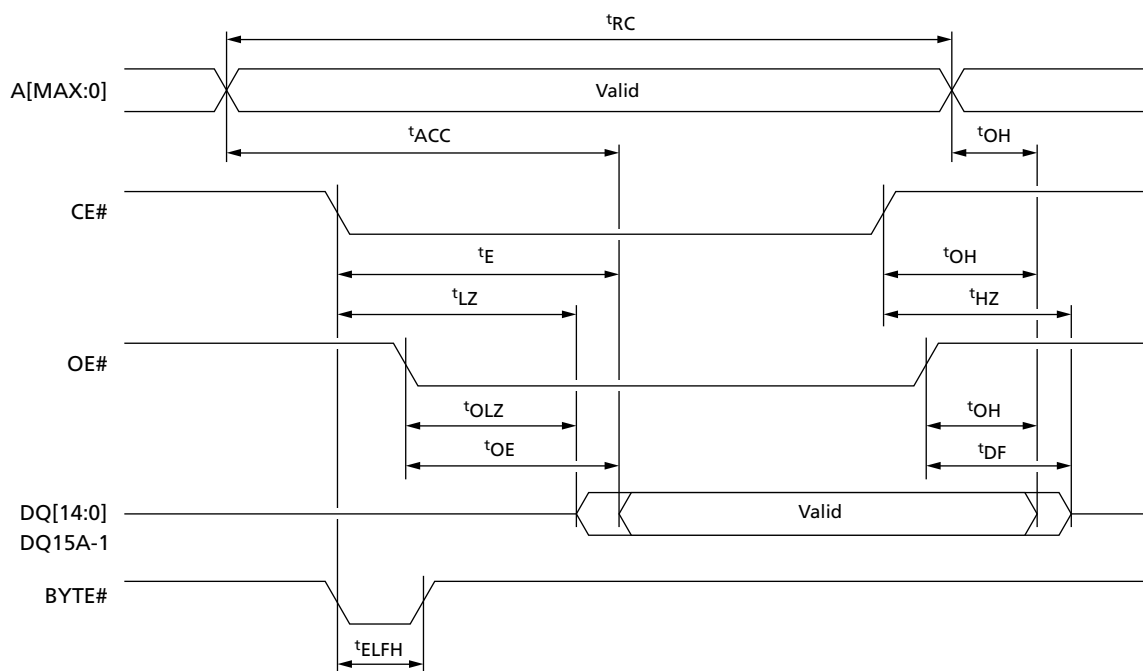 tRC
A[MAX:0]
Valid
tACC
tOH
CE#
tE
tOH
tLZ
tHZ
OE#
tOLZ
tOH
tOE
tDF
DQ[14:0]
Valid
DQ15A-1
BYTE#
tELFH